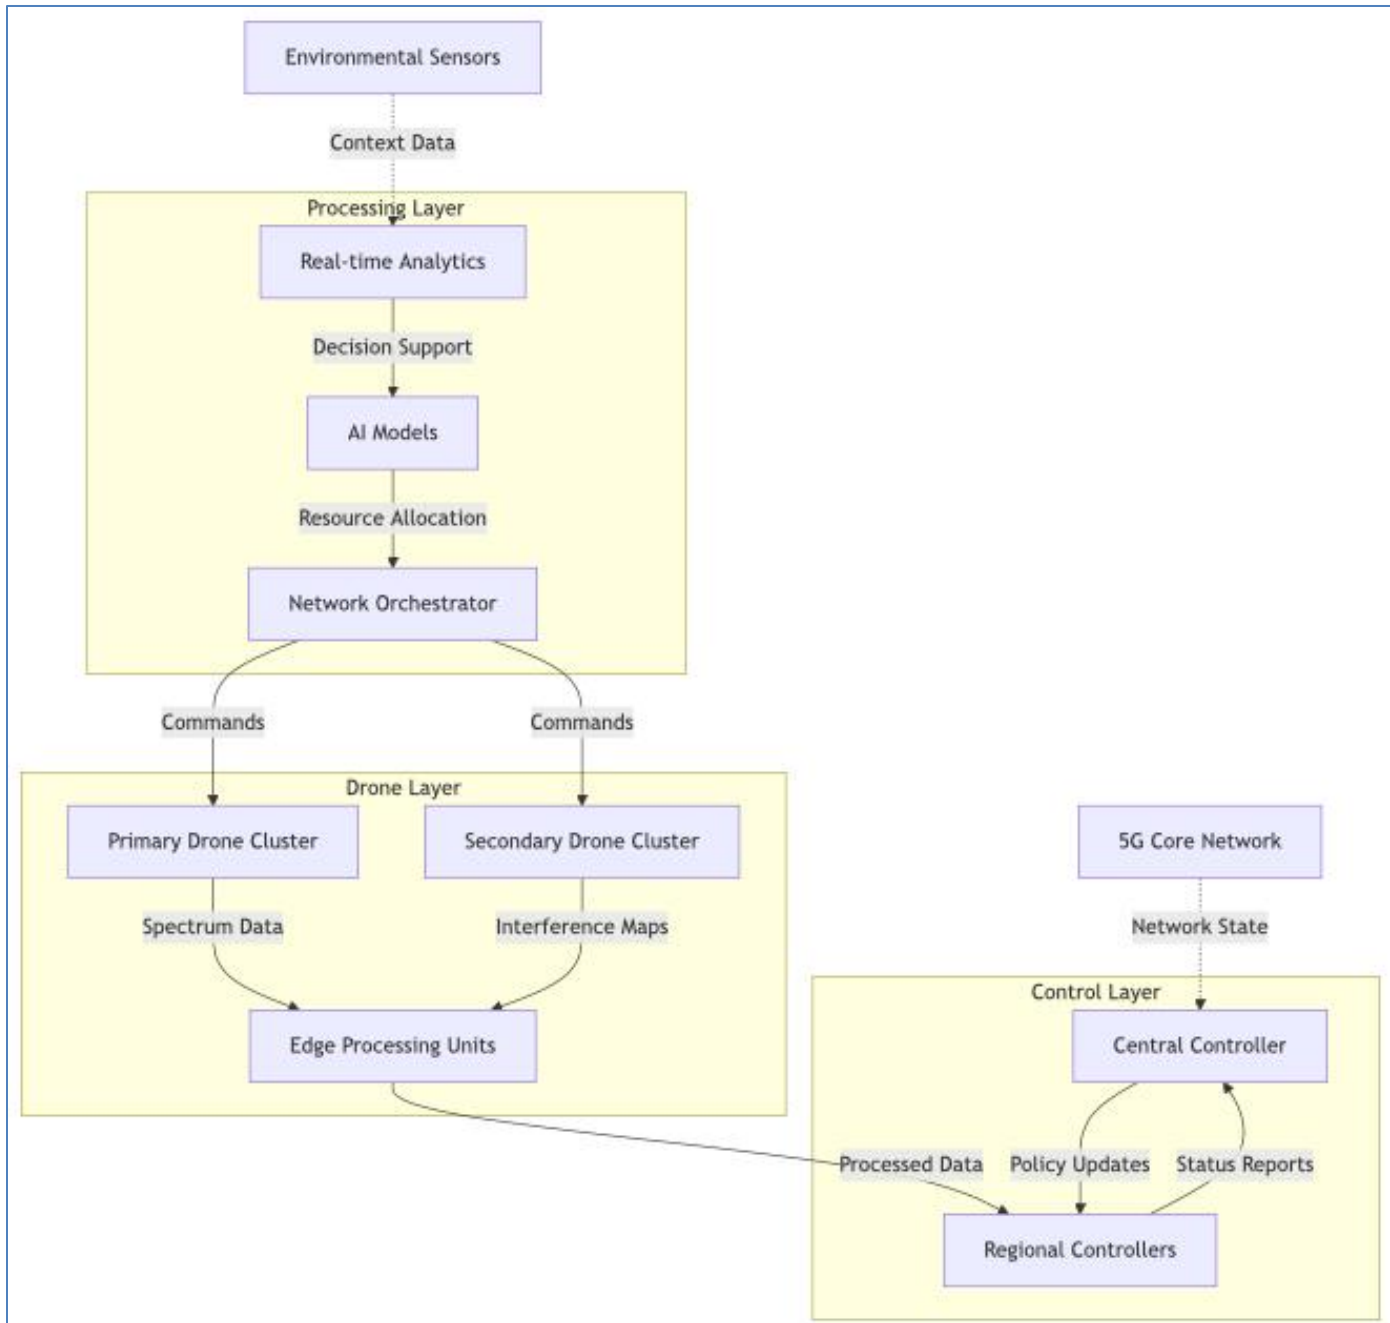 Environmental Sensors
Context Data
Processing Layer
Real-time Analytics
Decision Support
AI Models
Resource Allocation
Network Orchestrator
Commands
Commands
Drone Layer
Primary Drone Cluster
Secondary Drone Cluster
5G Core Network
Spectrum Data
Interference Maps
Network State
Control Layer
Edge Processing Units
Central Controller
Processed Data
Policy Updates
Status Reports
Regional Controllers